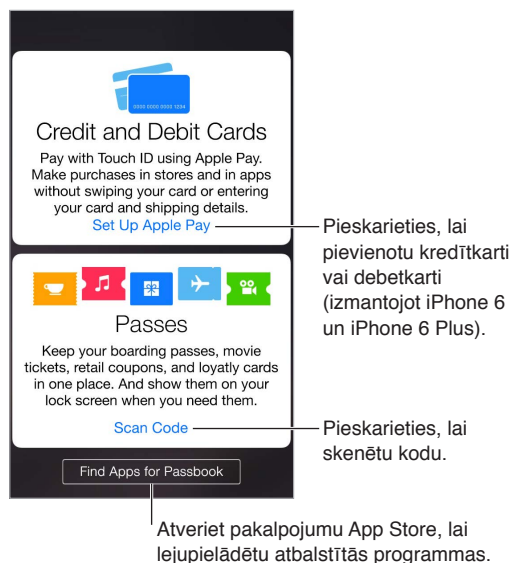 0000 0000 0000 1234
Credit and Debit Cards
Pay with Touch ID using Apple Pay.
Make purchases in stores and in apps
without swiping your card or entering
your card and shipping details.
Set Up Apple Pay
Pieskarieties, lai
pievienotu kredītkarti
vai debetkarti
(izmantojot iPhone 6
un iPhone 6 Plus).
Passes
Keep your boarding passes, movie
tickets, retail coupons, and loyatly cards
in one place. And show them on your
lock screen when you need them.
Scan Code
Pieskarieties, lai
skenētu kodu.
Find Apps for Passbook
Atveriet pakalpojumu App Store, lai
lejupielādētu atbalstītās programmas.